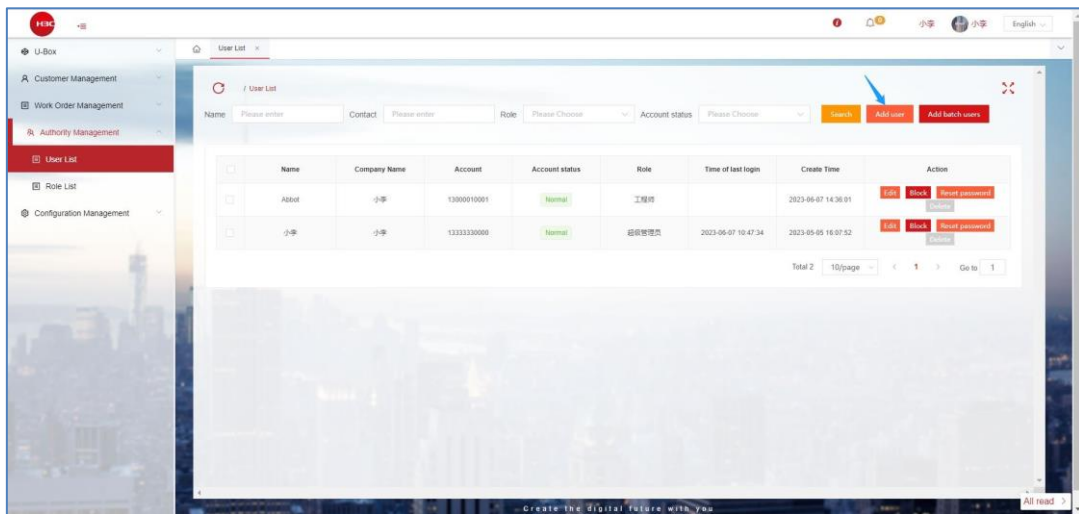 H3C
小李 小李 English
U-Box
User List ×
Customer Management
/ User List
Work Order Management
Name Please enter Contact Please enter Role Please Choose Account status Please Choose Search Add user Add batch users
Authority Management
User List
Role List
Configuration Management
Name Company Name Account Account status Role Time of last login Create Time Action
Abbot 小李 13000010001 Normal 工程师 2023-06-07 14:36:01 Edit Block Reset password
Delete
小李 小李 13333330000 Normal 超级管理员 2023-06-07 10:47:34 2023-05-05 16:07:52 Edit Block Reset password
Delete
Total 2 10/page < 1 > Go to 1
All read >
Create the digital future with you